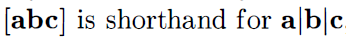 [abc] is shorthand for a|b|c.